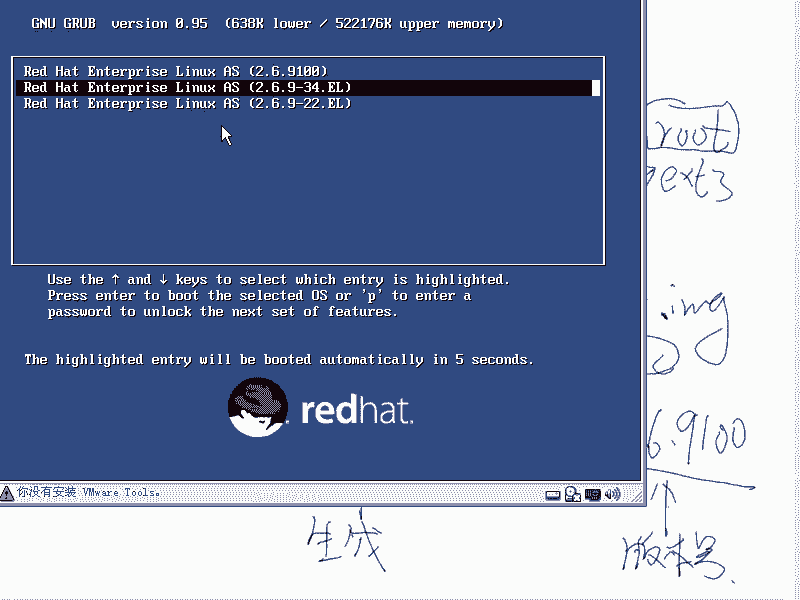 GNU GRUB version 0.95 (638K lower / 522176K upper memory)
Red Hat Enterprise Linux AS (2.6.9100)
Red Hat Enterprise Linux AS (2.6.9-34.EL)
Red Hat Enterprise Linux AS (2.6.9-22.EL)
Use the ↑ and ↓ keys to select which entry is highlighted.
Press enter to boot the selected OS or 'p' to enter a
password to unlock the next set of features.
The highlighted entry will be booted automatically in 5 seconds.
redhat.
你没有安装 VMware Tools。
root
ext3
.img
6.9100
生成
版本号.